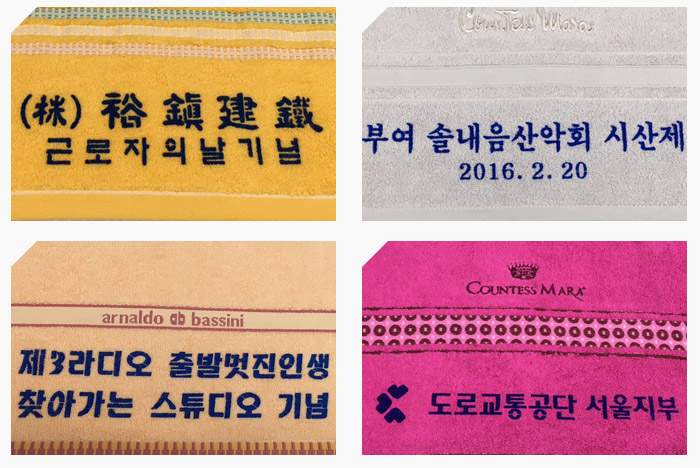 (株) 裕鎭建鐵
근로자의날기념
Countess Mara
부여 솔내음산악회 시산제
2016. 2. 20
arnaldo ab bassini
제3라디오 출발멋진인생
찾아가는 스튜디오 기념
COUNTESS MARA
도로교통공단 서울지부